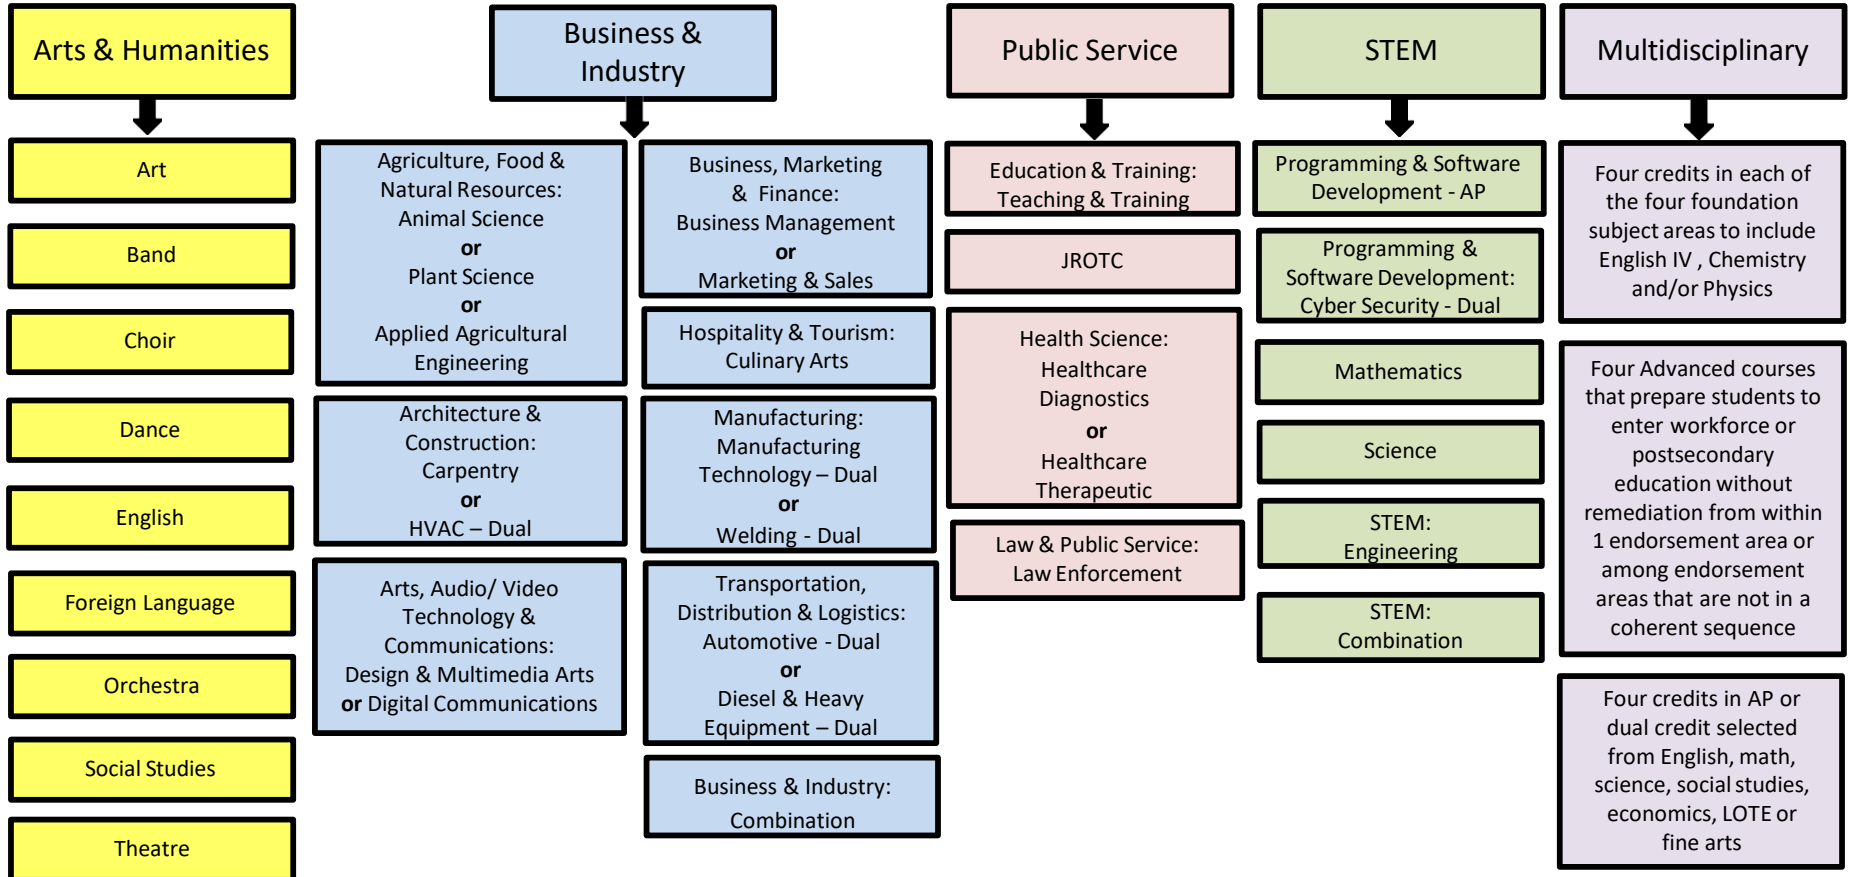 Arts & Humanities
Art
Band
Choir
Dance
English
Foreign Language
Orchestra
Social Studies
Theatre
Business &
Industry
Agriculture, Food &
Natural Resources:
Animal Science
or
Plant Science
or
Applied Agricultural
Engineering
Architecture &
Construction:
Carpentry
or
HVAC – Dual
Arts, Audio/ Video
Technology &
Communications:
Design & Multimedia Arts
or Digital Communications
Business, Marketing
& Finance:
Business Management
or
Marketing & Sales
Hospitality & Tourism:
Culinary Arts
Manufacturing:
Manufacturing
Technology – Dual
or
Welding - Dual
Transportation,
Distribution & Logistics:
Automotive - Dual
or
Diesel & Heavy
Equipment – Dual
Business & Industry:
Combination
Public Service
Education & Training:
Teaching & Training
JROTC
Health Science:
Healthcare
Diagnostics
or
Healthcare
Therapeutic
Law & Public Service:
Law Enforcement
STEM
Programming & Software
Development - AP
Programming &
Software Development:
Cyber Security - Dual
Mathematics
Science
STEM:
Engineering
STEM:
Combination
Multidisciplinary
Four credits in each of
the four foundation
subject areas to include
English IV , Chemistry
and/or Physics
Four Advanced courses
that prepare students to
enter workforce or
postsecondary
education without
remediation from within
1 endorsement area or
among endorsement
areas that are not in a
coherent sequence
Four credits in AP or
dual credit selected
from English, math,
science, social studies,
economics, LOTE or
fine arts